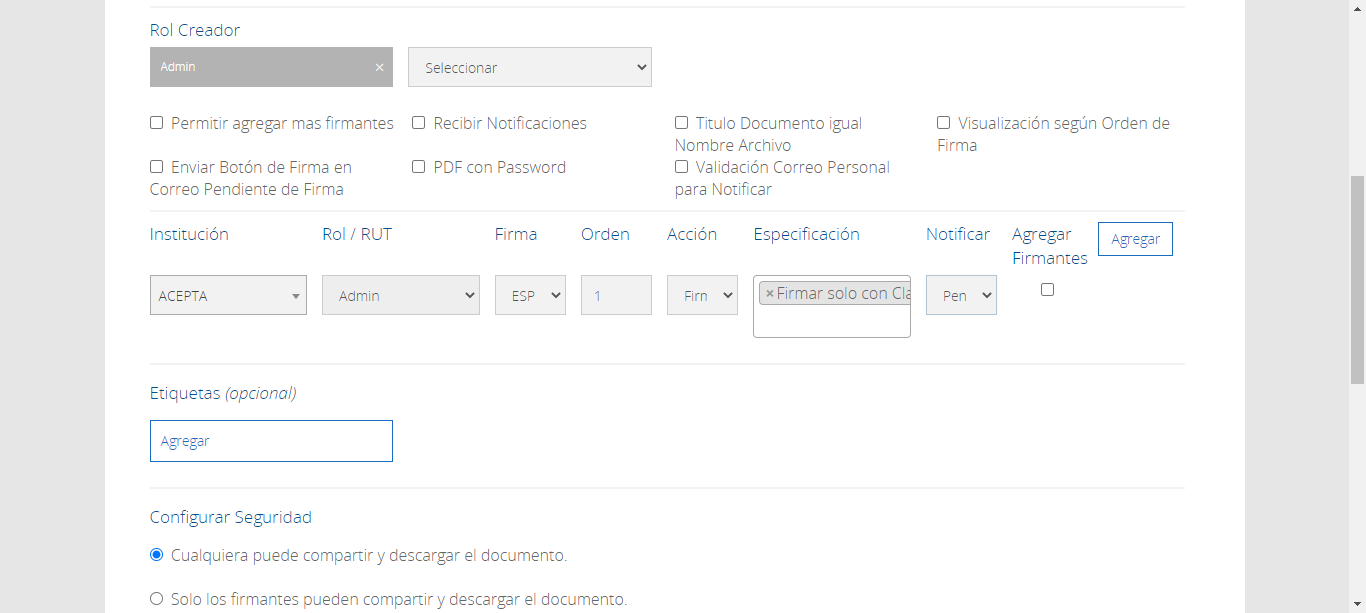 Rol Creador
Admin ×
Seleccionar
Permitir agregar mas firmantes
Recibir Notificaciones
Titulo Documento igual
Nombre Archivo
Visualización según Orden de
Firma
Enviar Botón de Firma en
Correo Pendiente de Firma
PDF con Password
Validación Correo Personal
para Notificar
Institución
Rol / RUT
Firma
Orden
Acción
Especificación
Notificar
Agregar
Firmantes
Agregar
ACEPTA
Admin
ESP
1
Firn
×Firmar solo con Cla
Pen
Etiquetas (opcional)
Agregar
Configurar Seguridad
Cualquiera puede compartir y descargar el documento.
Solo los firmantes pueden compartir y descargar el documento.